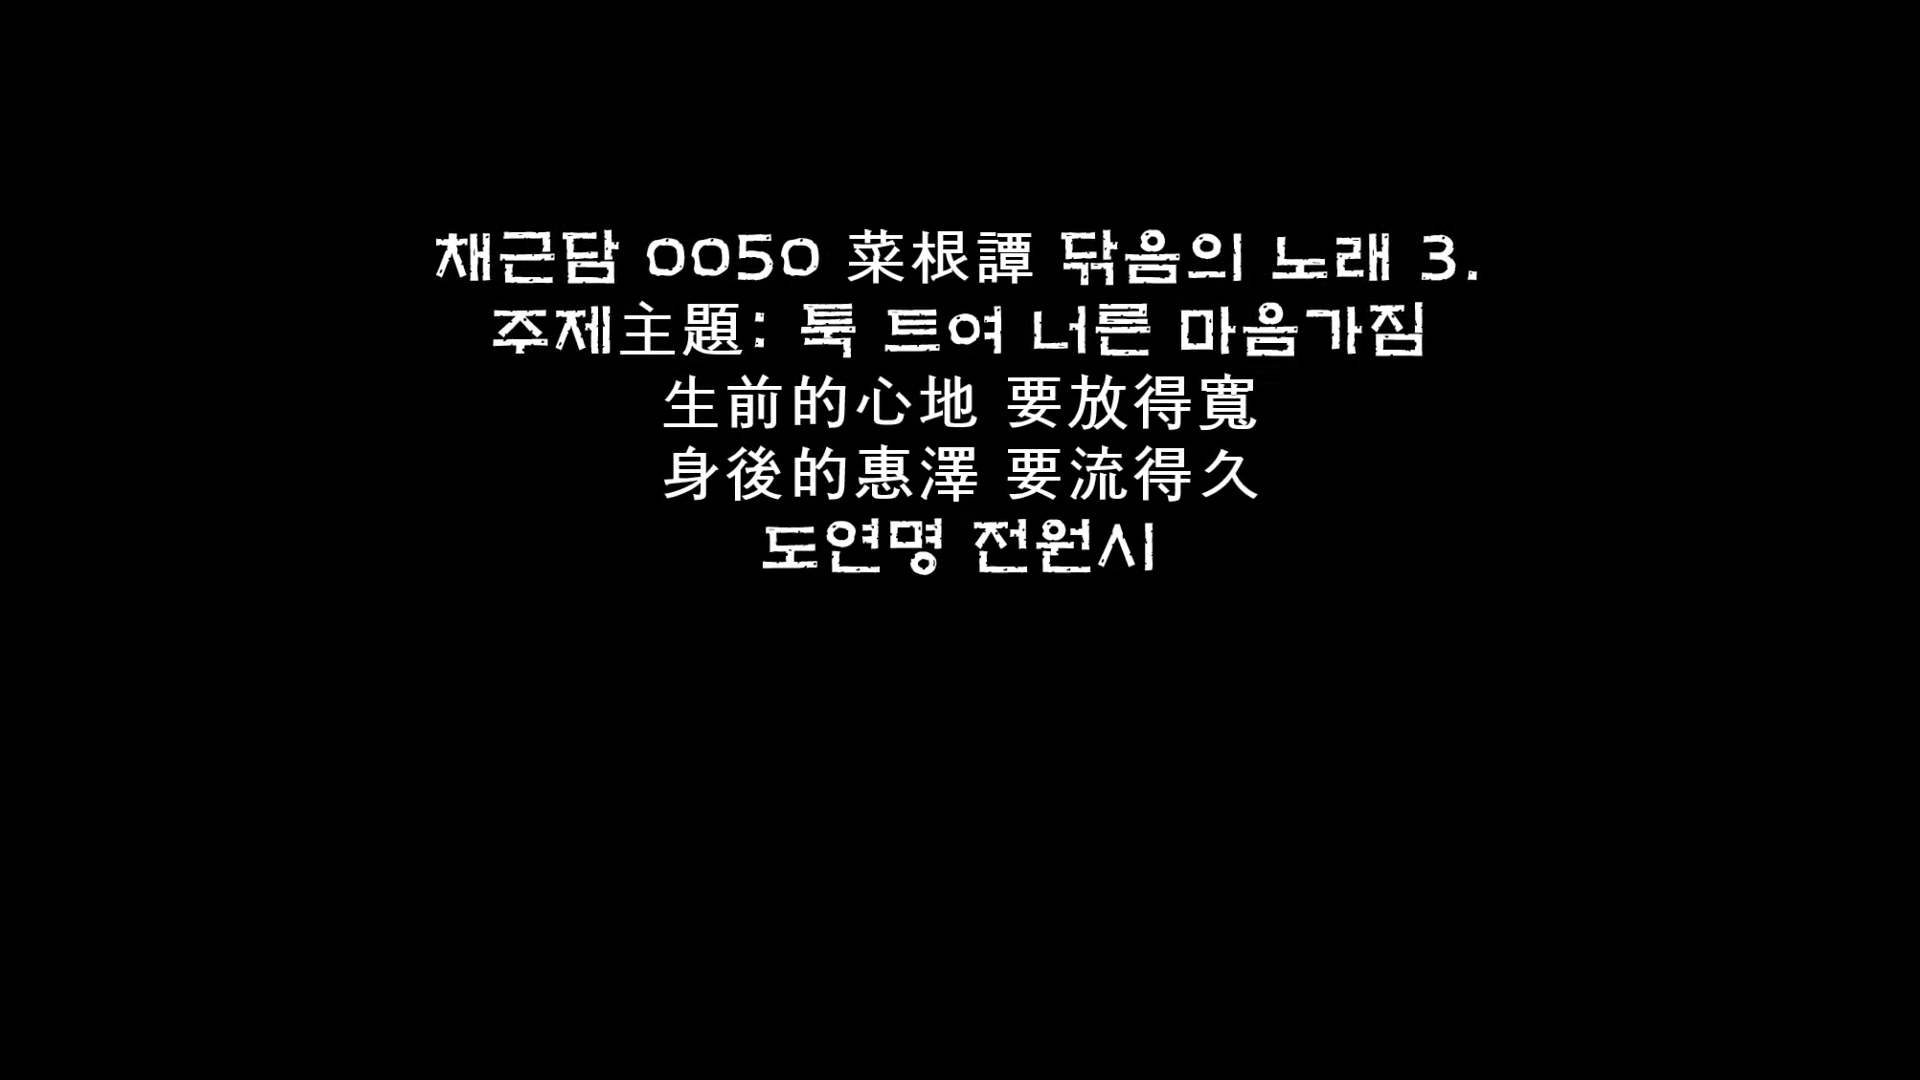 채근담 0050 菜根譚 닦음의 노래 3.
주제主題: 툭 트여 너른 마음가짐
生前的心地 要放得寬
身後的惠澤 要流得久
도연명 전원시